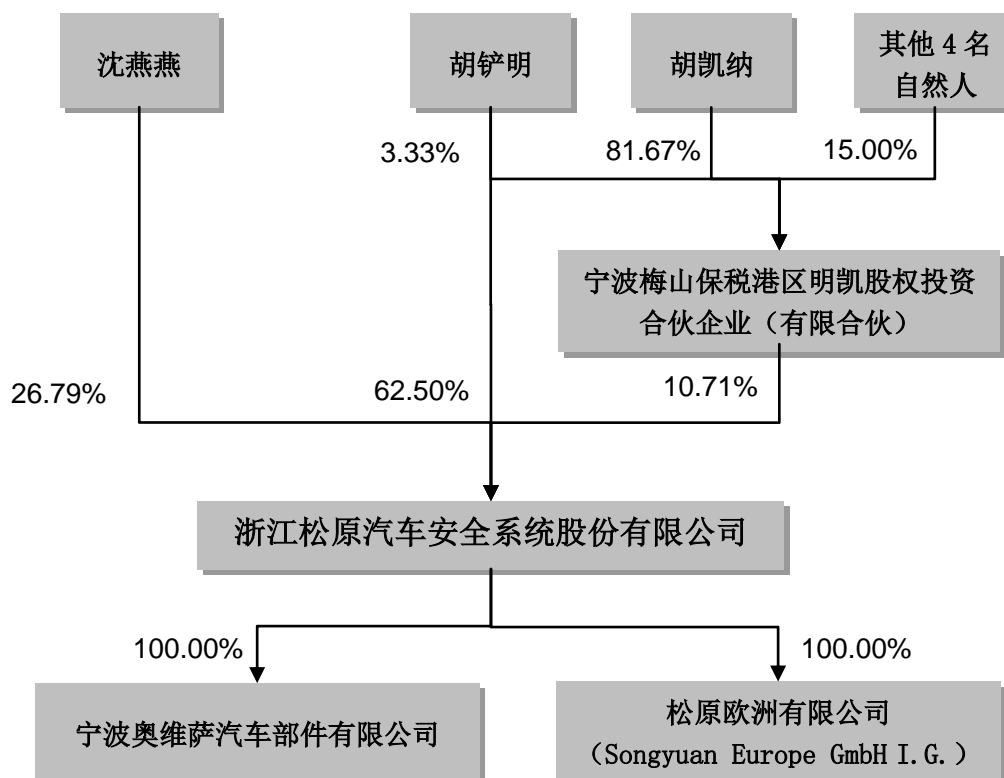 沈燕燕
胡铲明
胡凯纳
其他 4 名
自然人
3.33%
81.67%
15.00%
宁波梅山保税港区明凯股权投资
合伙企业（有限合伙）
26.79%
62.50%
10.71%
浙江松原汽车安全系统股份有限公司
100.00%
100.00%
宁波奥维萨汽车部件有限公司
松原欧洲有限公司
（Songyuan Europe GmbH I.G.）